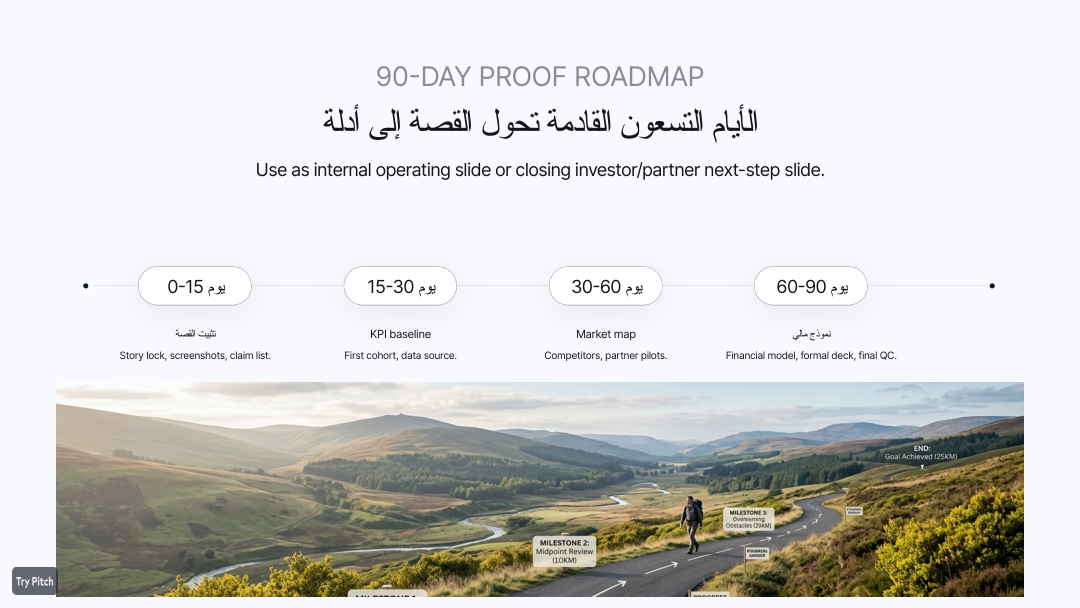 90-DAY PROOF ROADMAP
الأيام التسعون القادمة تحول القصة إلى أدلة
Use as internal operating slide or closing investor/partner next-step slide.
يوم 0-15
يوم 15-30
يوم 30-60
يوم 60-90
تثبيت القصة
KPI baseline
Market map
نموذج مالي
Story lock, screenshots, claim list.
First cohort, data source.
Competitors, partner pilots.
Financial model, formal deck, final QC.
END:
Goal Achieved (25KM)
MILESTONE 3:
Obstacles (29KM)
MILESTONE 2:
Midpoint Review
(10KM)
Try Pitch